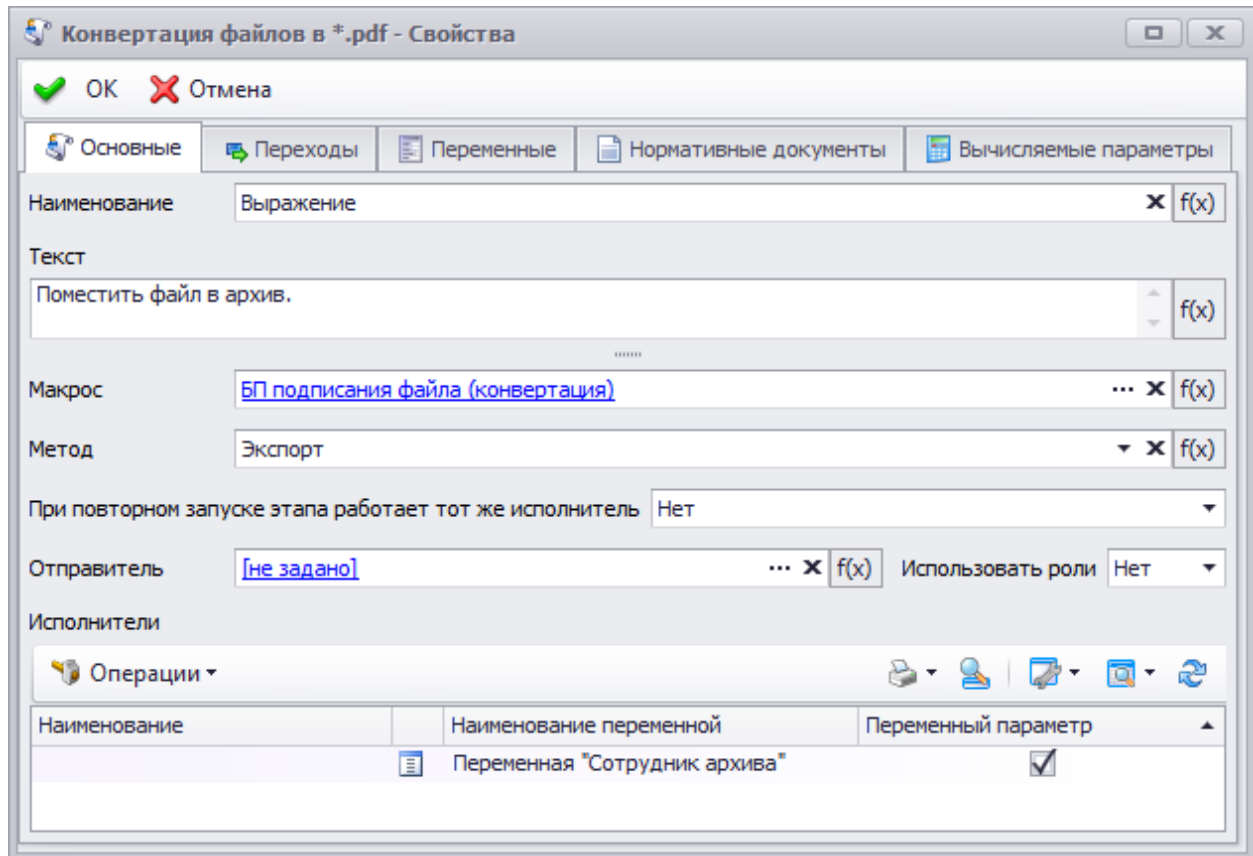 Конвертация файлов в *.pdf - Свойства
ОК Отмена
Основные Переходы Переменные Нормативные документы Вычисляемые параметры
Наименование Выражение f(x)
Текст
Поместить файл в архив. f(x)
Макрос БП подписания файла (конвертация) ... f(x)
Метод Экспорт f(x)
При повторном запуске этапа работает тот же исполнитель Нет
Отправитель [не задано] ... f(x) Использовать роли Нет
Исполнители
Операции
Наименование Наименование переменной Переменный параметр
Переменная "Сотрудник архива"